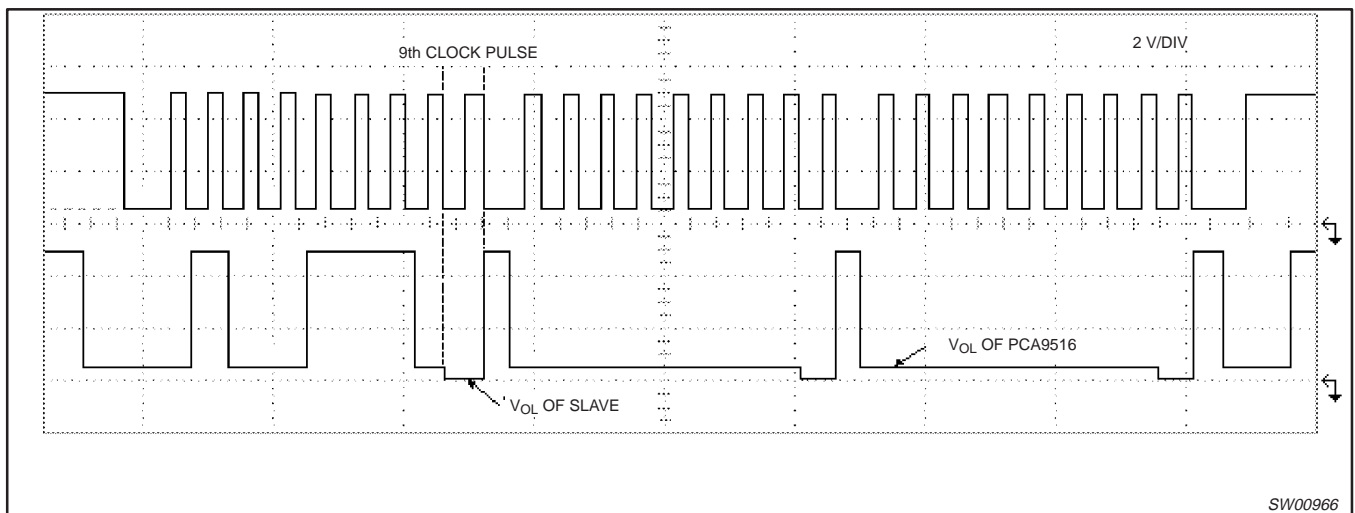 2 V/DIV
9th CLOCK PULSE
VOL OF PCA9516
VOL OF SLAVE
SW00966